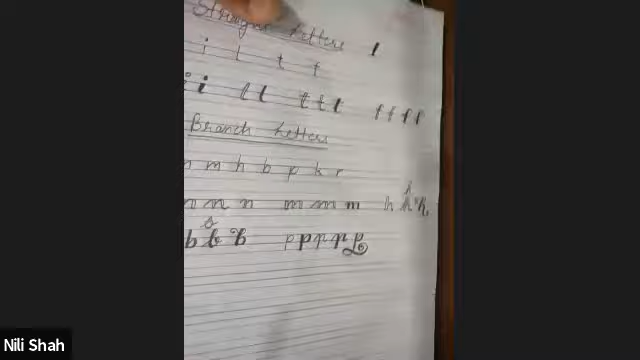 Straight Letters l
i l t f
i i l l t t t f f f f
Branch Letters
n m h b p k r
n n n m m m m h h h
b b b p p p p p
Nili Shah